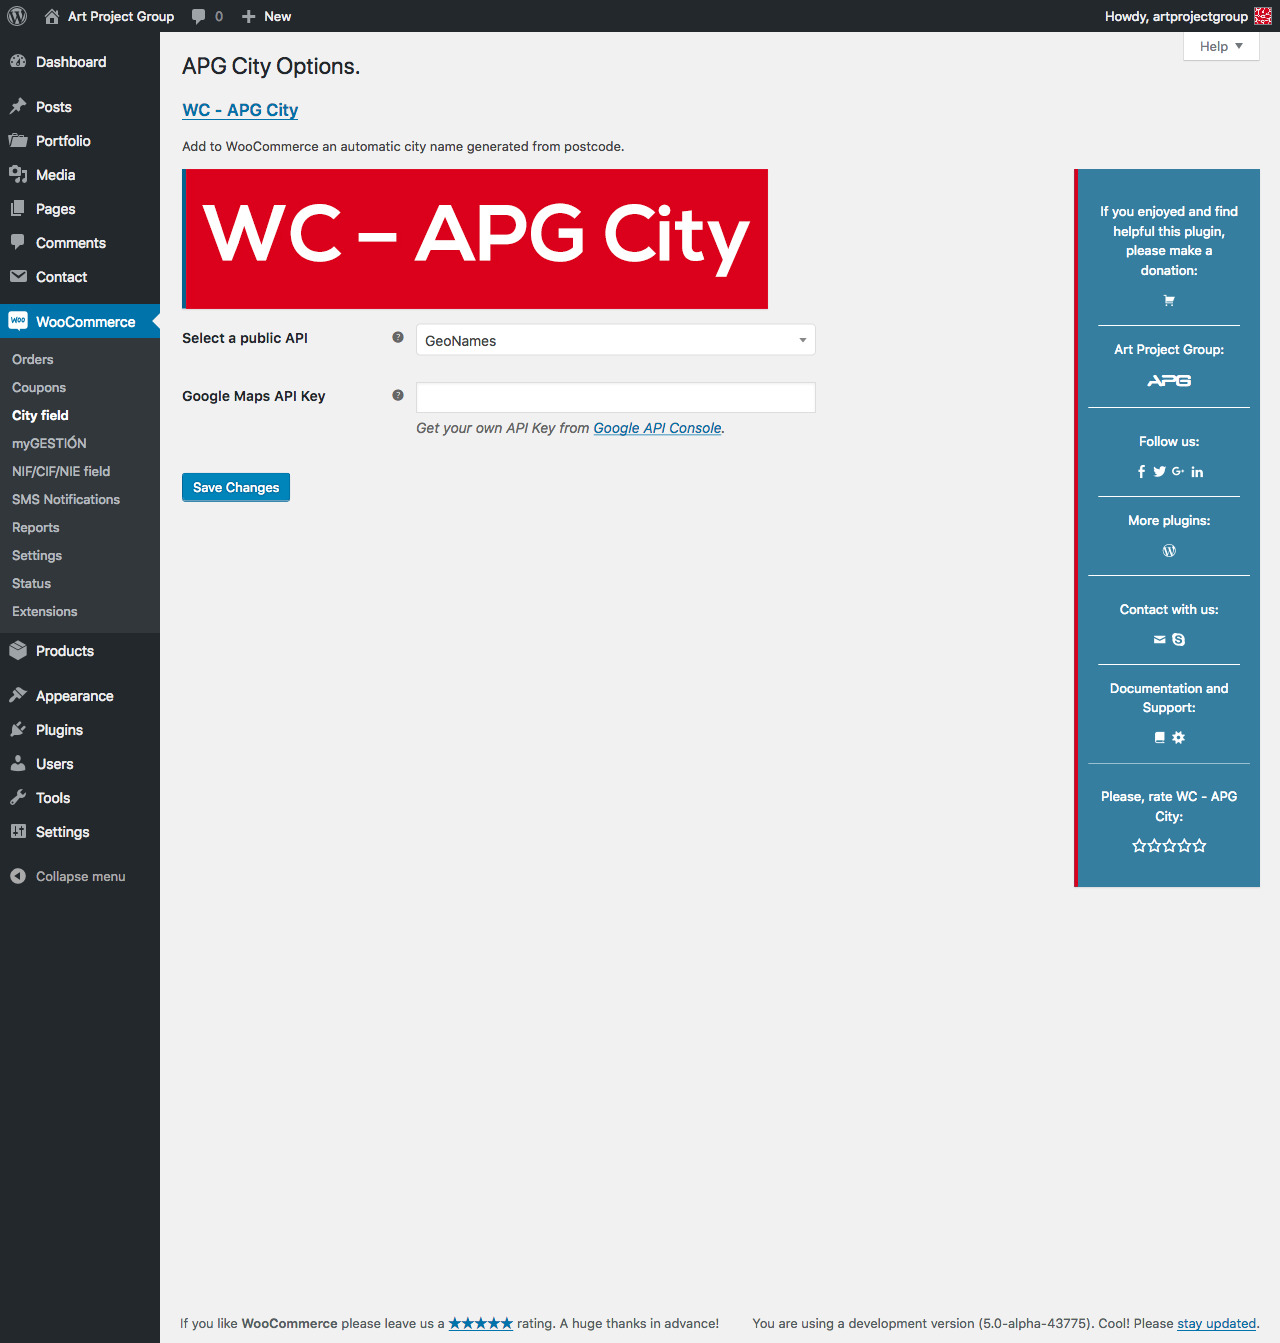 Art Project Group 0 New Howdy, artprojectgroup
Help
Dashboard
Posts
Portfolio
Media
Pages
Comments
Contact
WooCommerce
Orders
Coupons
City field
myGESTIÓN
NIF/CIF/NIE field
SMS Notifications
Reports
Settings
Status
Extensions
Products
Appearance
Plugins
Users
Tools
Settings
Collapse menu
APG City Options.
WC - APG City
Add to WooCommerce an automatic city name generated from postcode.
WC – APG City
Select a public API ? GeoNames
Google Maps API Key ?
Get your own API Key from Google API Console.
Save Changes
If you enjoyed and find
helpful this plugin,
please make a
donation:
Art Project Group:
APG
Follow us:
More plugins:
Contact with us:
Documentation and
Support:
Please, rate WC - APG
City:
If you like WooCommerce please leave us a ★★★★★ rating. A huge thanks in advance! You are using a development version (5.0-alpha-43775). Cool! Please stay updated.